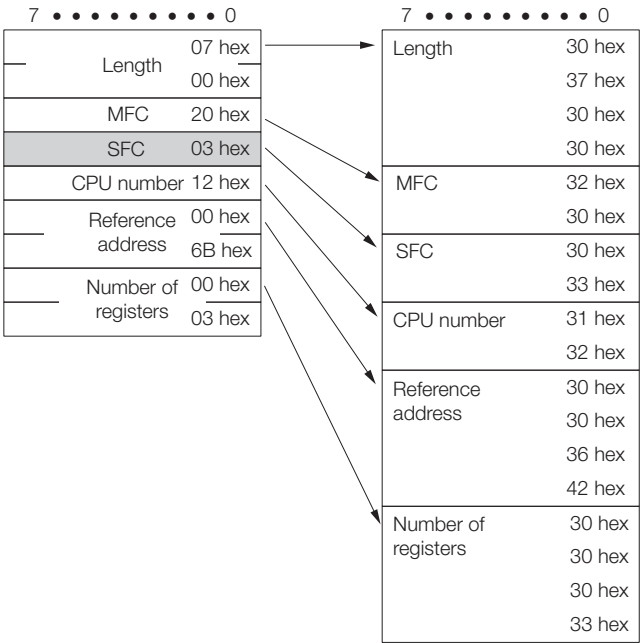 7 • • • • • • • • • 0
07 hex
Length
00 hex
MFC 20 hex
SFC 03 hex
CPU number 12 hex
Reference 00 hex
address 6B hex
Number of 00 hex
registers 03 hex
7 • • • • • • • • • 0
Length 30 hex
37 hex
30 hex
30 hex
MFC 32 hex
30 hex
SFC 30 hex
33 hex
CPU number 31 hex
32 hex
Reference 30 hex
address 30 hex
36 hex
42 hex
Number of 30 hex
registers 30 hex
30 hex
33 hex